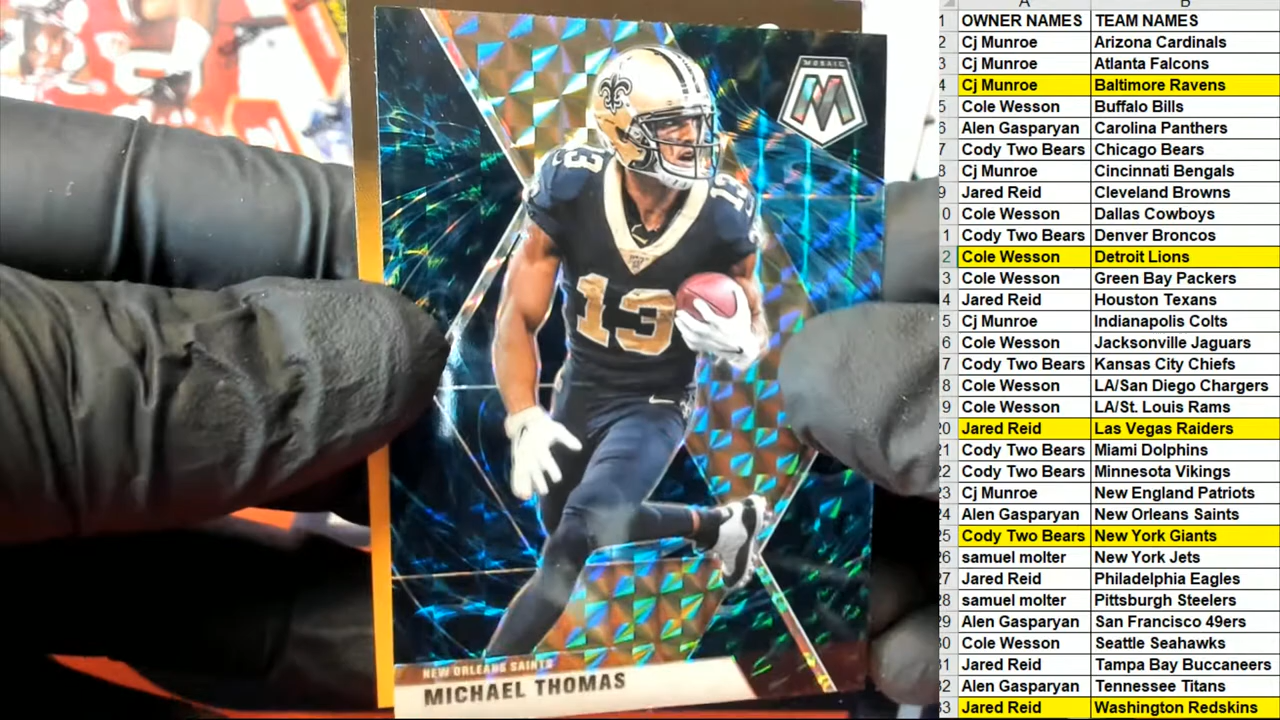 MOSAIC
M
13
13
13
NEW ORLEANS SAINTS
MICHAEL THOMAS
A B
1 OWNER NAMES TEAM NAMES
2 Cj Munroe Arizona Cardinals
3 Cj Munroe Atlanta Falcons
4 Cj Munroe Baltimore Ravens
5 Cole Wesson Buffalo Bills
6 Alen Gasparyan Carolina Panthers
7 Cody Two Bears Chicago Bears
8 Cj Munroe Cincinnati Bengals
9 Jared Reid Cleveland Browns
0 Cole Wesson Dallas Cowboys
1 Cody Two Bears Denver Broncos
2 Cole Wesson Detroit Lions
3 Cole Wesson Green Bay Packers
4 Jared Reid Houston Texans
5 Cj Munroe Indianapolis Colts
6 Cole Wesson Jacksonville Jaguars
7 Cody Two Bears Kansas City Chiefs
8 Cole Wesson LA/San Diego Chargers
9 Cole Wesson LA/St. Louis Rams
20 Jared Reid Las Vegas Raiders
21 Cody Two Bears Miami Dolphins
22 Cody Two Bears Minnesota Vikings
23 Cj Munroe New England Patriots
24 Alen Gasparyan New Orleans Saints
25 Cody Two Bears New York Giants
26 samuel molter New York Jets
27 Jared Reid Philadelphia Eagles
28 samuel molter Pittsburgh Steelers
29 Alen Gasparyan San Francisco 49ers
30 Cole Wesson Seattle Seahawks
31 Jared Reid Tampa Bay Buccaneers
32 Alen Gasparyan Tennessee Titans
33 Jared Reid Washington Redskins